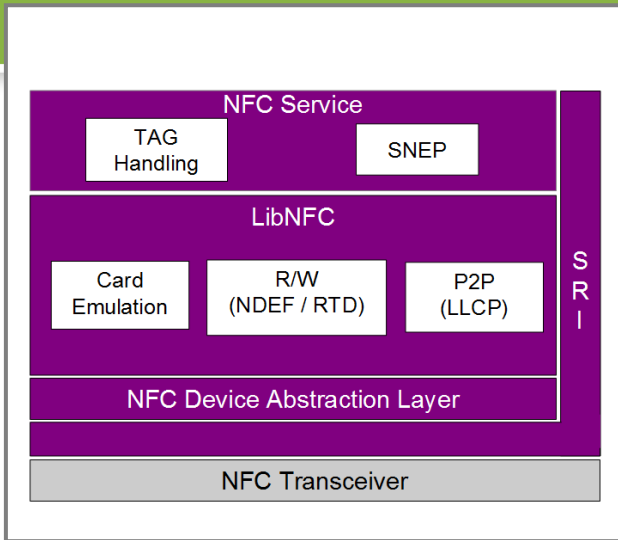 NFC Service
TAG
Handling
SNEP
LibNFC
Card
Emulation
R/W
(NDEF / RTD)
P2P
(LLCP)
S
R
I
NFC Device Abstraction Layer
NFC Transceiver